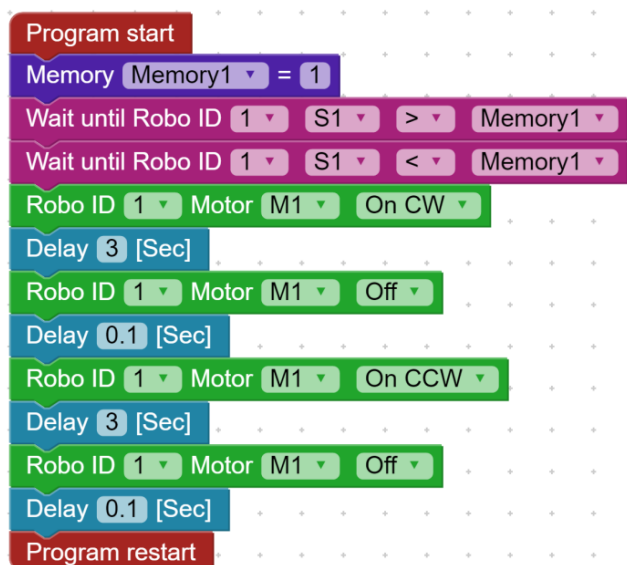 Program start
Memory Memory1 = 1
Wait until Robo ID 1 S1 > Memory1
Wait until Robo ID 1 S1 < Memory1
Robo ID 1 Motor M1 On CW
Delay 3 [Sec]
Robo ID 1 Motor M1 Off
Delay 0.1 [Sec]
Robo ID 1 Motor M1 On CCW
Delay 3 [Sec]
Robo ID 1 Motor M1 Off
Delay 0.1 [Sec]
Program restart